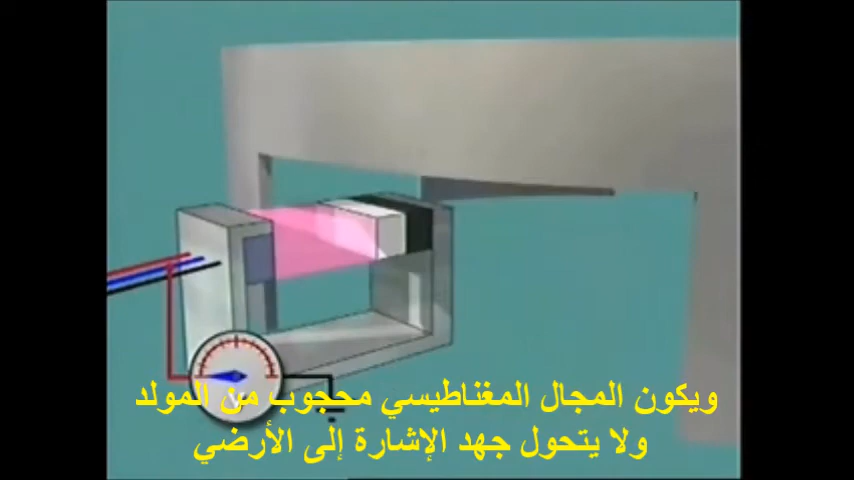 ويكون المجال المغناطيسي محجوب من المولد
ولا يتحول جهد الإشارة إلى الأرضي